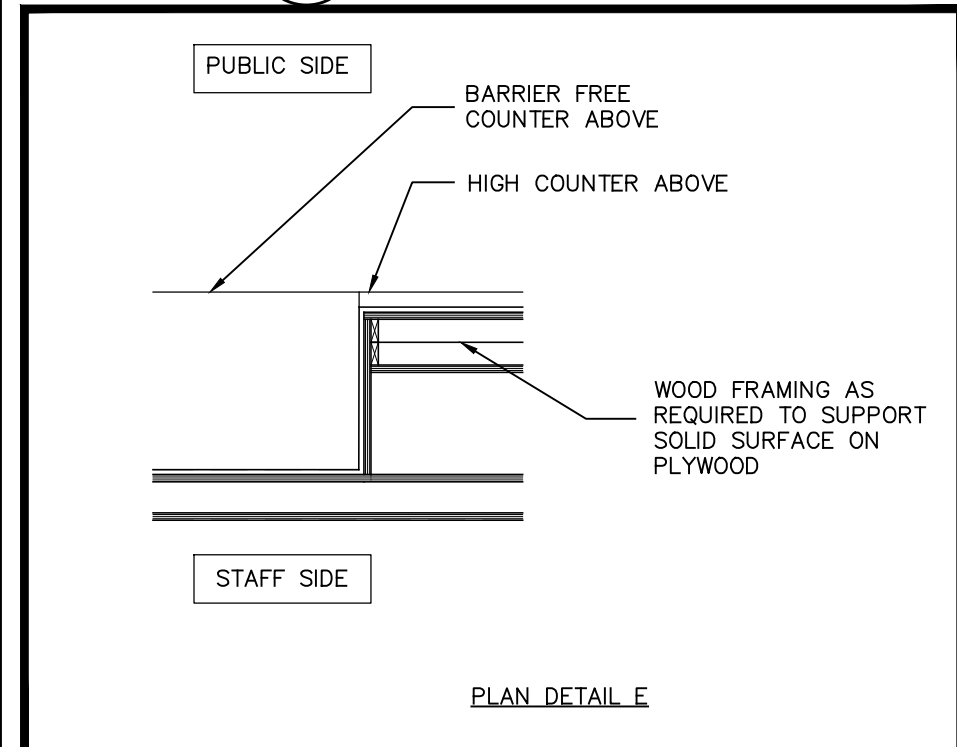 PUBLIC SIDE
BARRIER FREE
COUNTER ABOVE
HIGH COUNTER ABOVE
WOOD FRAMING AS
REQUIRED TO SUPPORT
SOLID SURFACE ON
PLYWOOD
STAFF SIDE
PLAN DETAIL E